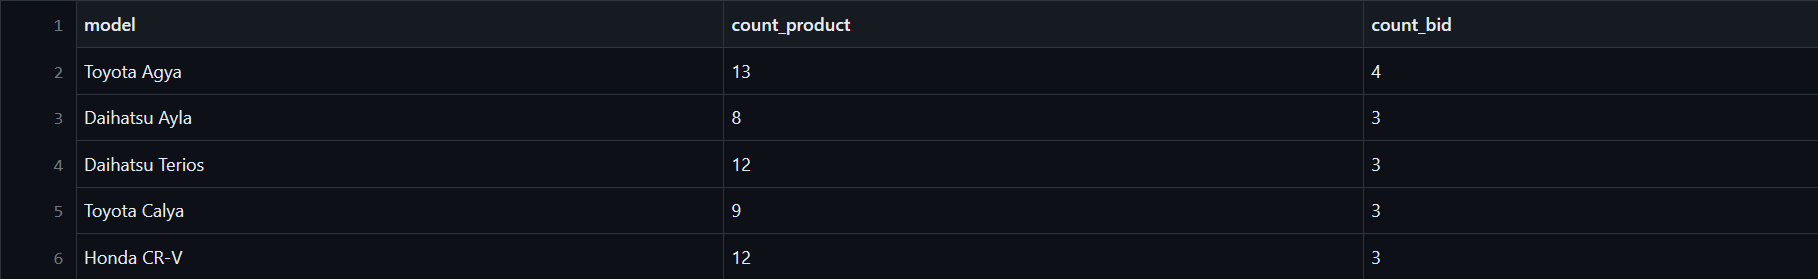 1 model count_product count_bid
2 Toyota Agya 13 4
3 Daihatsu Ayla 8 3
4 Daihatsu Terios 12 3
5 Toyota Calya 9 3
6 Honda CR-V 12 3